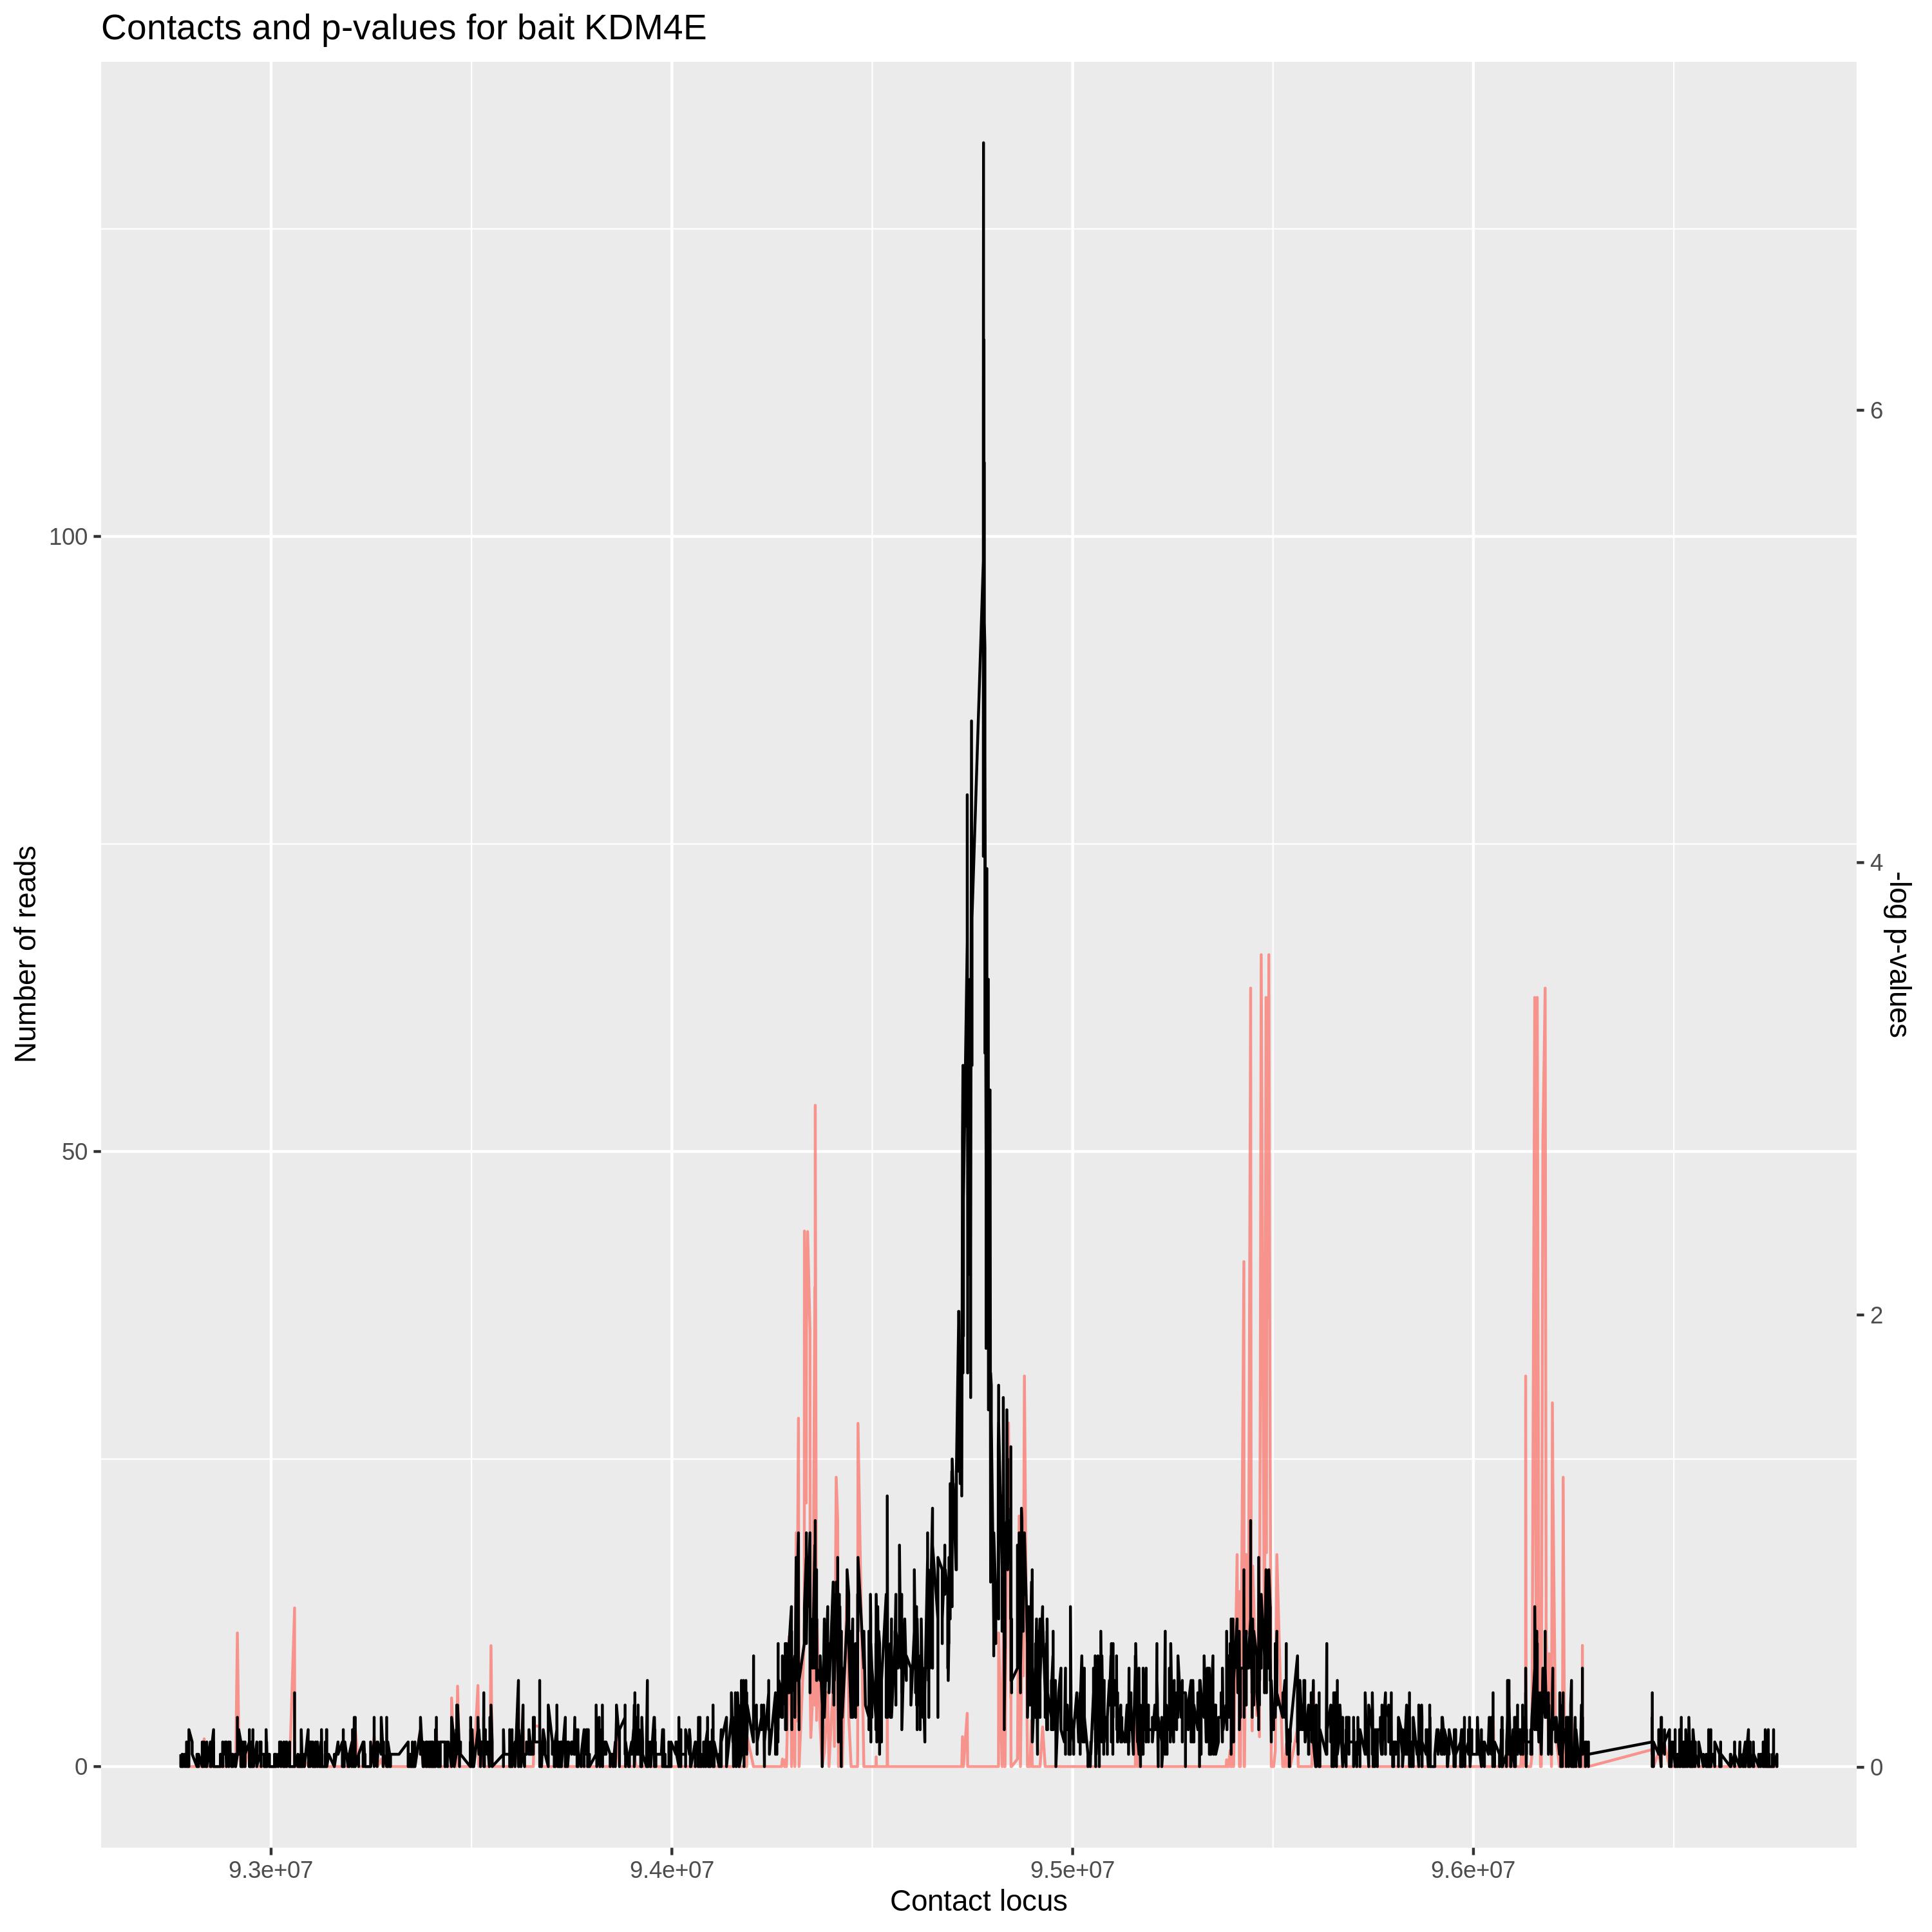 Contacts and p-values for bait KDM4E
Number of reads
100
50
0
6
4
2
0
-log p-values
9.3e+07 9.4e+07 9.5e+07 9.6e+07
Contact locus